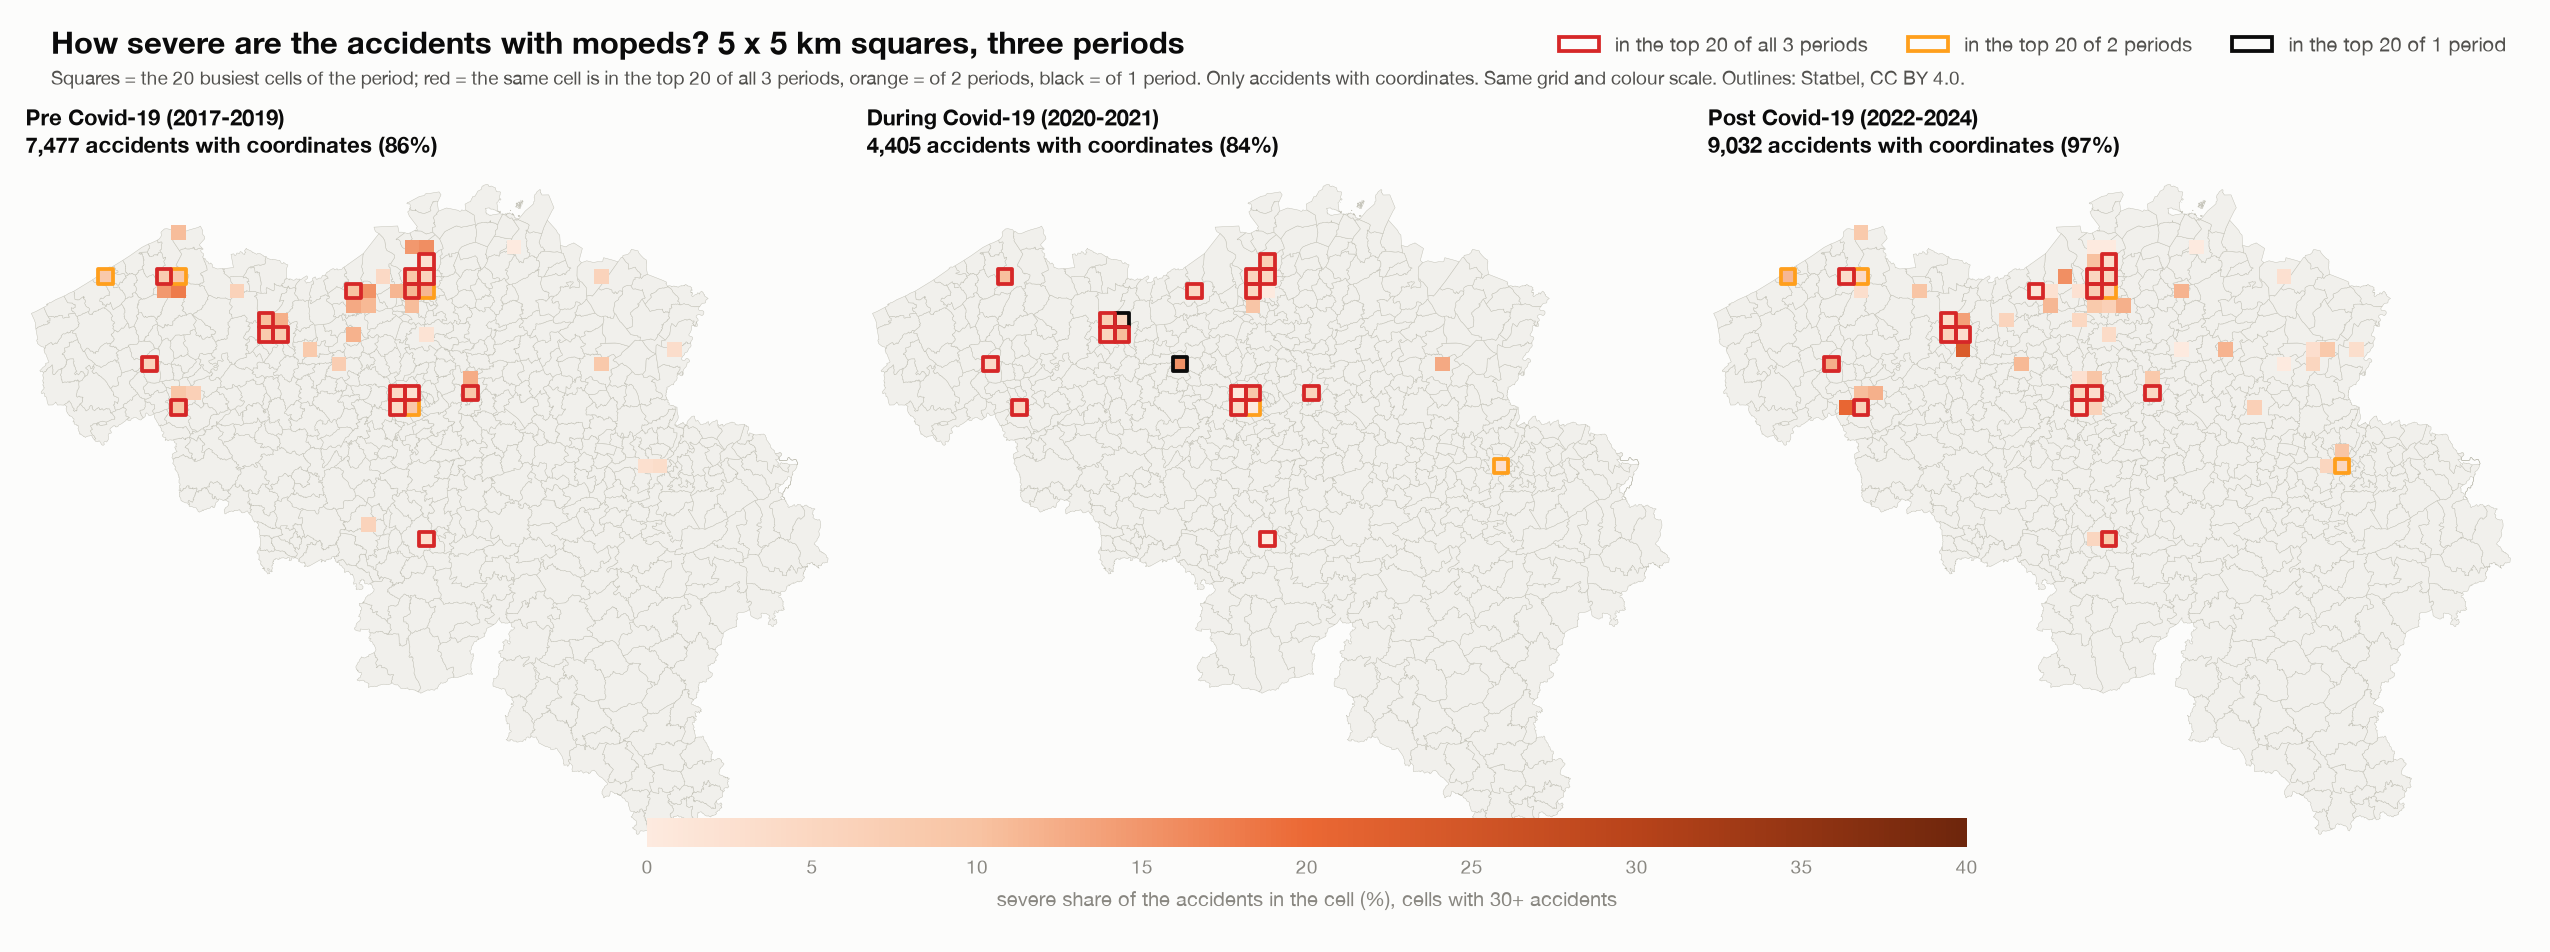 How severe are the accidents with mopeds? 5 x 5 km squares, three periods
in the top 20 of all 3 periods
in the top 20 of 2 periods
in the top 20 of 1 period
Squares = the 20 busiest cells of the period; red = the same cell is in the top 20 of all 3 periods, orange = of 2 periods, black = of 1 period. Only accidents with coordinates. Same grid and colour scale. Outlines: Statbel, CC BY 4.0.
Pre Covid-19 (2017-2019)
7,477 accidents with coordinates (86%)
During Covid-19 (2020-2021)
4,405 accidents with coordinates (84%)
Post Covid-19 (2022-2024)
9,032 accidents with coordinates (97%)
0 5 10 15 20 25 30 35 40
severe share of the accidents in the cell (%), cells with 30+ accidents